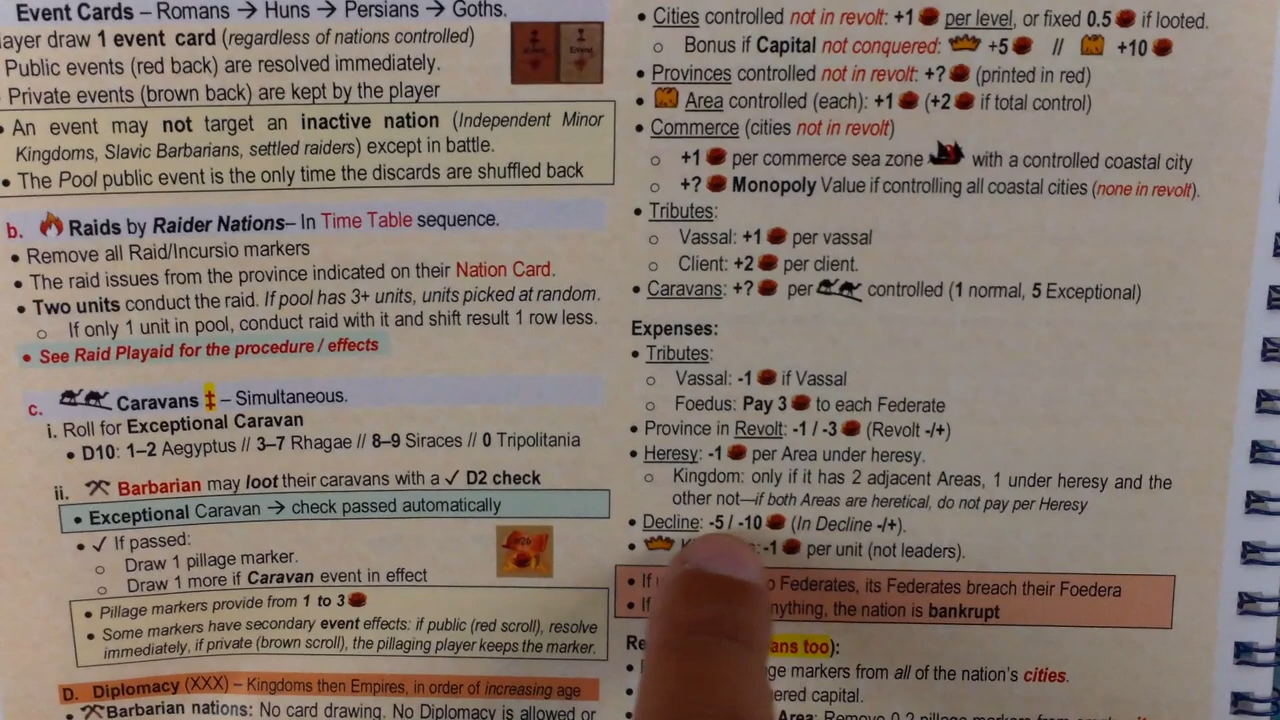 Event Cards – Romans → Huns → Persians → Goths.
ayer draw 1 event card (regardless of nations controlled)
Public events (red back) are resolved immediately.
Private events (brown back) are kept by the player
• An event may not target an inactive nation (Independent Minor
Kingdoms, Slavic Barbarians, settled raiders) except in battle.
• The Pool public event is the only time the discards are shuffled back
b. Raids by Raider Nations– In Time Table sequence.
• Remove all Raid/Incursio markers
• The raid issues from the province indicated on their Nation Card.
• Two units conduct the raid. If pool has 3+ units, units picked at random.
o If only 1 unit in pool, conduct raid with it and shift result 1 row less.
• See Raid Playaid for the procedure / effects
c. Caravans ‡ – Simultaneous.
i. Roll for Exceptional Caravan
• D10: 1–2 Aegyptus // 3–7 Rhagae // 8–9 Siraces // 0 Tripolitania
ii. Barbarian may loot their caravans with a ✓ D2 check
• Exceptional Caravan → check passed automatically
• ✓ If passed:
o Draw 1 pillage marker.
o Draw 1 more if Caravan event in effect
• Pillage markers provide from 1 to 3
• Some markers have secondary event effects: if public (red scroll), resolve
immediately, if private (brown scroll), the pillaging player keeps the marker.
D. Diplomacy (XXX) – Kingdoms then Empires, in order of increasing age
• Barbarian nations: No card drawing. No Diplomacy is allowed or
• Cities controlled not in revolt: +1 per level, or fixed 0.5 if looted.
o Bonus if Capital not conquered: +5 // +10
• Provinces controlled not in revolt: +? (printed in red)
• Area controlled (each): +1 (+2 if total control)
• Commerce (cities not in revolt)
o +1 per commerce sea zone with a controlled coastal city
o +? Monopoly Value if controlling all coastal cities (none in revolt).
• Tributes:
o Vassal: +1 per vassal
o Client: +2 per client.
• Caravans: +? per controlled (1 normal, 5 Exceptional)
Expenses:
• Tributes:
o Vassal: -1 if Vassal
o Foedus: Pay 3 to each Federate
• Province in Revolt: -1 / -3 (Revolt -/+)
• Heresy: -1 per Area under heresy.
o Kingdom: only if it has 2 adjacent Areas, 1 under heresy and the
other not—if both Areas are heretical, do not pay per Heresy
• Decline: -5 / -10 (In Decline -/+).
• : -1 per unit (not leaders).
• If Federates, its Federates breach their Foedera
• If anything, the nation is bankrupt
too):
markers from all of the nation's cities.
capital.